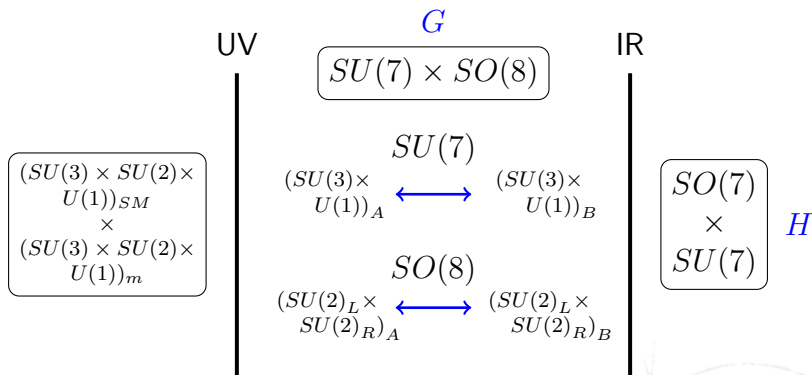 G
UV
IR
SU(7) × SO(8)
SU(7)
(SU(3)×
U(1))_A
(SU(3)×
U(1))_B
SO(8)
(SU(2)_L×
SU(2)_R)_A
(SU(2)_L×
SU(2)_R)_B
(SU(3) × SU(2)×
U(1))_{SM}
×
(SU(3) × SU(2)×
U(1))_m
SO(7)
×
SU(7)
H